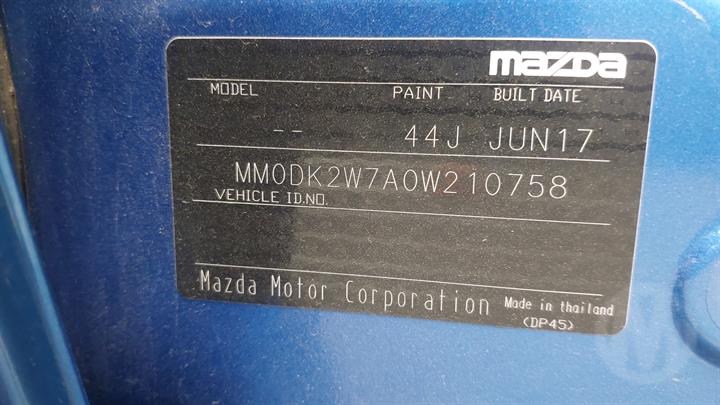 mazda
MODEL PAINT BUILT DATE
-- 44J JUN17
MM0DK2W7A0W210758
VEHICLE ID.NO.
Mazda Motor Corporation Made in thailand
(DP45)